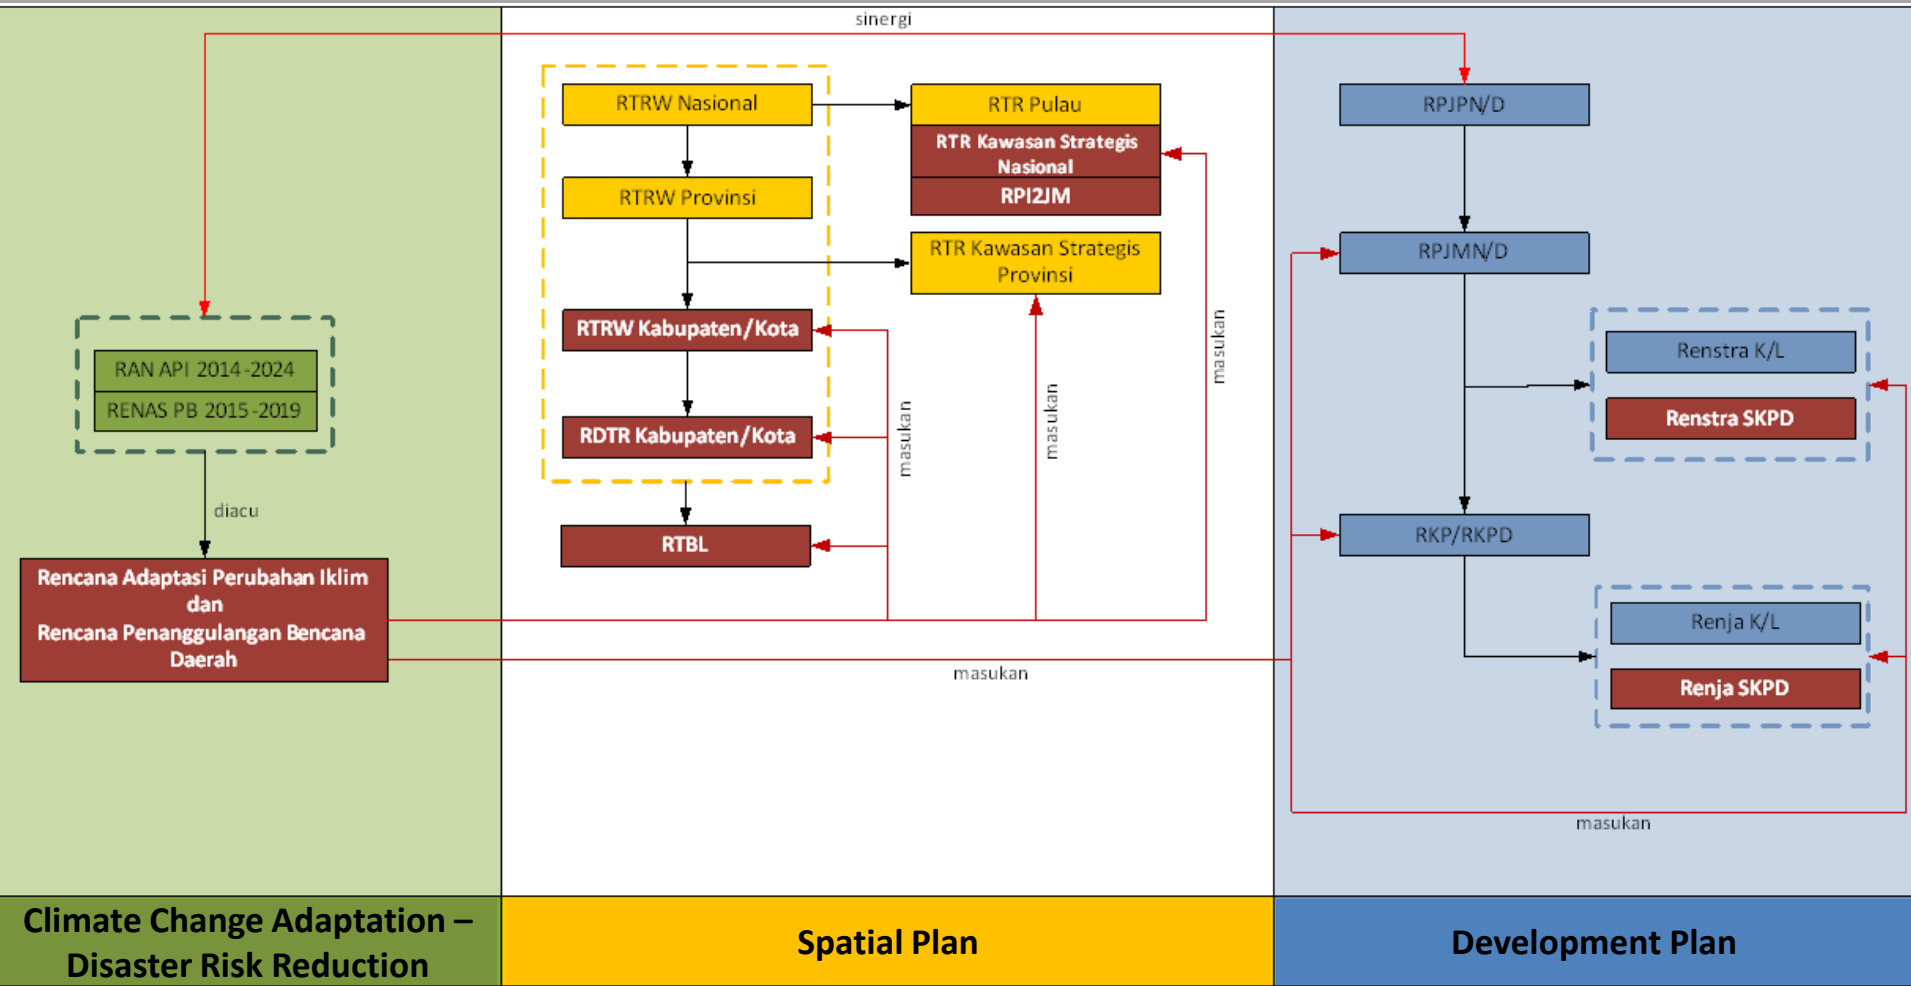 sinergi
RTRW Nasional
RTR Pulau
RPJPN/D
RTR Kawasan Strategis
Nasional
RPI2JM
RTRW Provinsi
RTR Kawasan Strategis
Provinsi
RPJMN/D
RTRW Kabupaten/Kota
masukan
RAN API 2014-2024
RENAS PB 2015-2019
Renstra K/L
Renstra SKPD
RDTR Kabupaten/Kota
masukan
masukan
diacu
RTBL
RKP/RKPD
Rencana Adaptasi Perubahan Iklim
dan
Rencana Penanggulangan Bencana
Daerah
masukan
Renja K/L
Renja SKPD
masukan
Climate Change Adaptation –
Disaster Risk Reduction
Spatial Plan
Development Plan